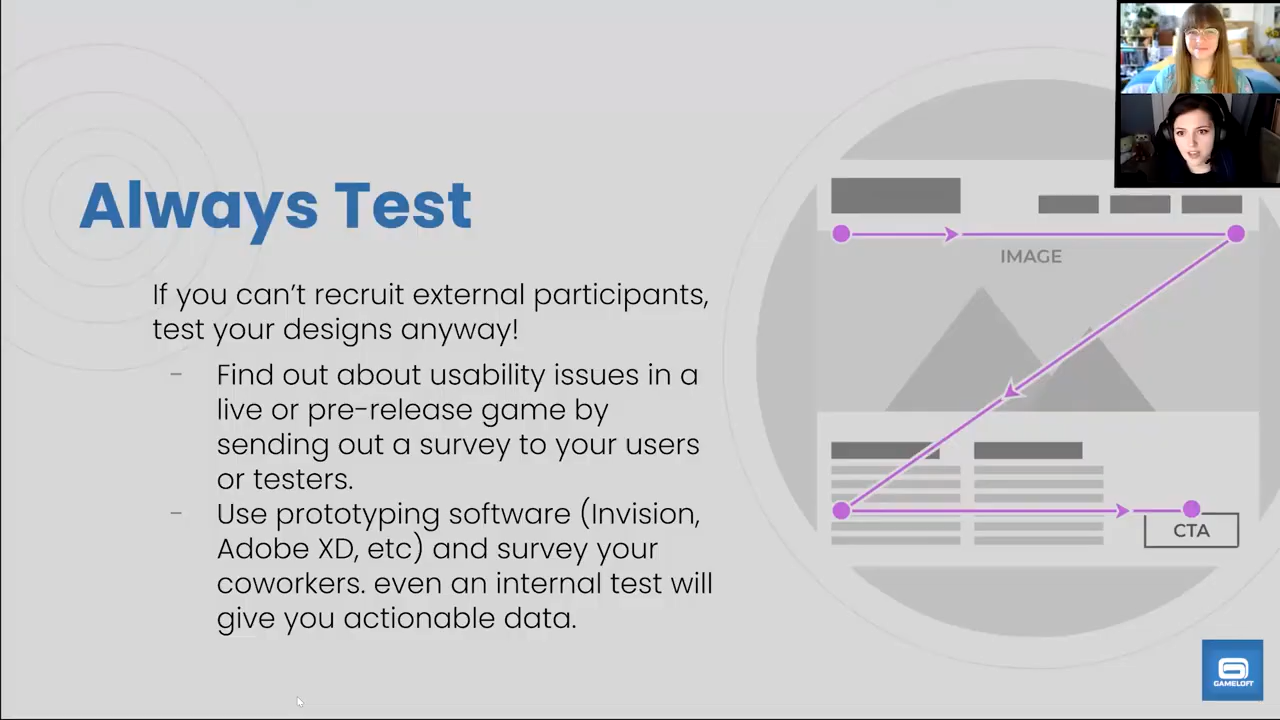 Always Test
If you can't recruit external participants,
test your designs anyway!
- Find out about usability issues in a
live or pre-release game by
sending out a survey to your users
or testers.
- Use prototyping software (Invision,
Adobe XD, etc) and survey your
coworkers. even an internal test will
give you actionable data.
IMAGE
CTA
GAMELOFT